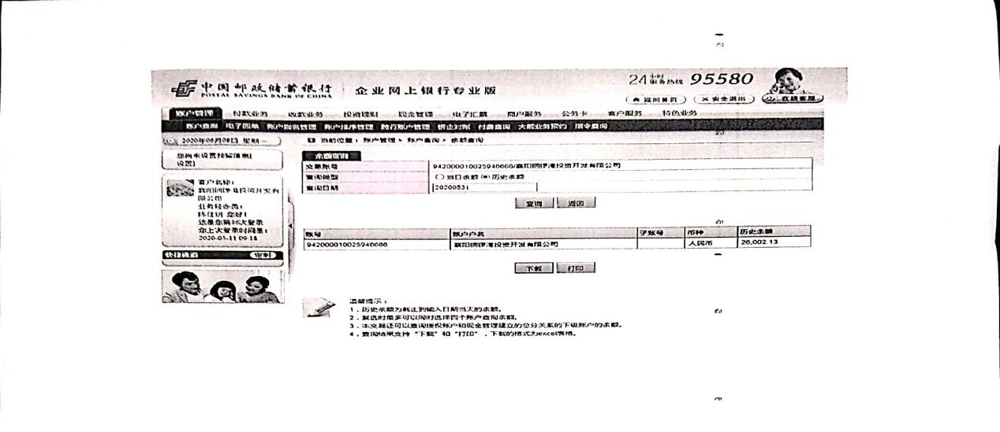 中国邮政储蓄银行
POSTAL SAVINGS BANK OF CHINA
企业网上银行专业版
24小时服务热线 95580
返回首页 安全退出 在线客服
账户管理 付款业务 收款业务 投资理财 现金管理 电子汇票 商户服务 公务卡 客户服务 特色业务
账户查询 电子回单 账户别名管理 账户排序管理 跨行账户管理 银企对账 付费查询 大额业务预约 指令查询
2020年06月08日 星期一
当前位置：账户管理 > 账户查询 > 余额查询
您尚未设置预留信息[
设置]
余额查询
交易账号 942000010025946666/襄阳 投资开发有限公司
查询类型 当日余额 历史余额
查询日期 20200531
查询 返回
客户名称：
襄阳 投资开发有
限公司
业务经办员：
您好！
这是您第86次登录
您上次登录时间是：
2020-05-11 09:18
快捷通道 定制
账号 账户户名 子账号 币种 历史余额
942000010025946666 襄阳 投资开发有限公司 人民币 26,002.13
下载 打印
温馨提示：
1．历史余额为截止到输入日期当天的余额。
2．复选时最多可以同时选择四个账户查询余额。
3．本交易还可以查询授权账户和现金管理建立的总分关系的下级账户的余额。
4．查询结果支持“下载”和“打印”，下载的格式为excel表格。